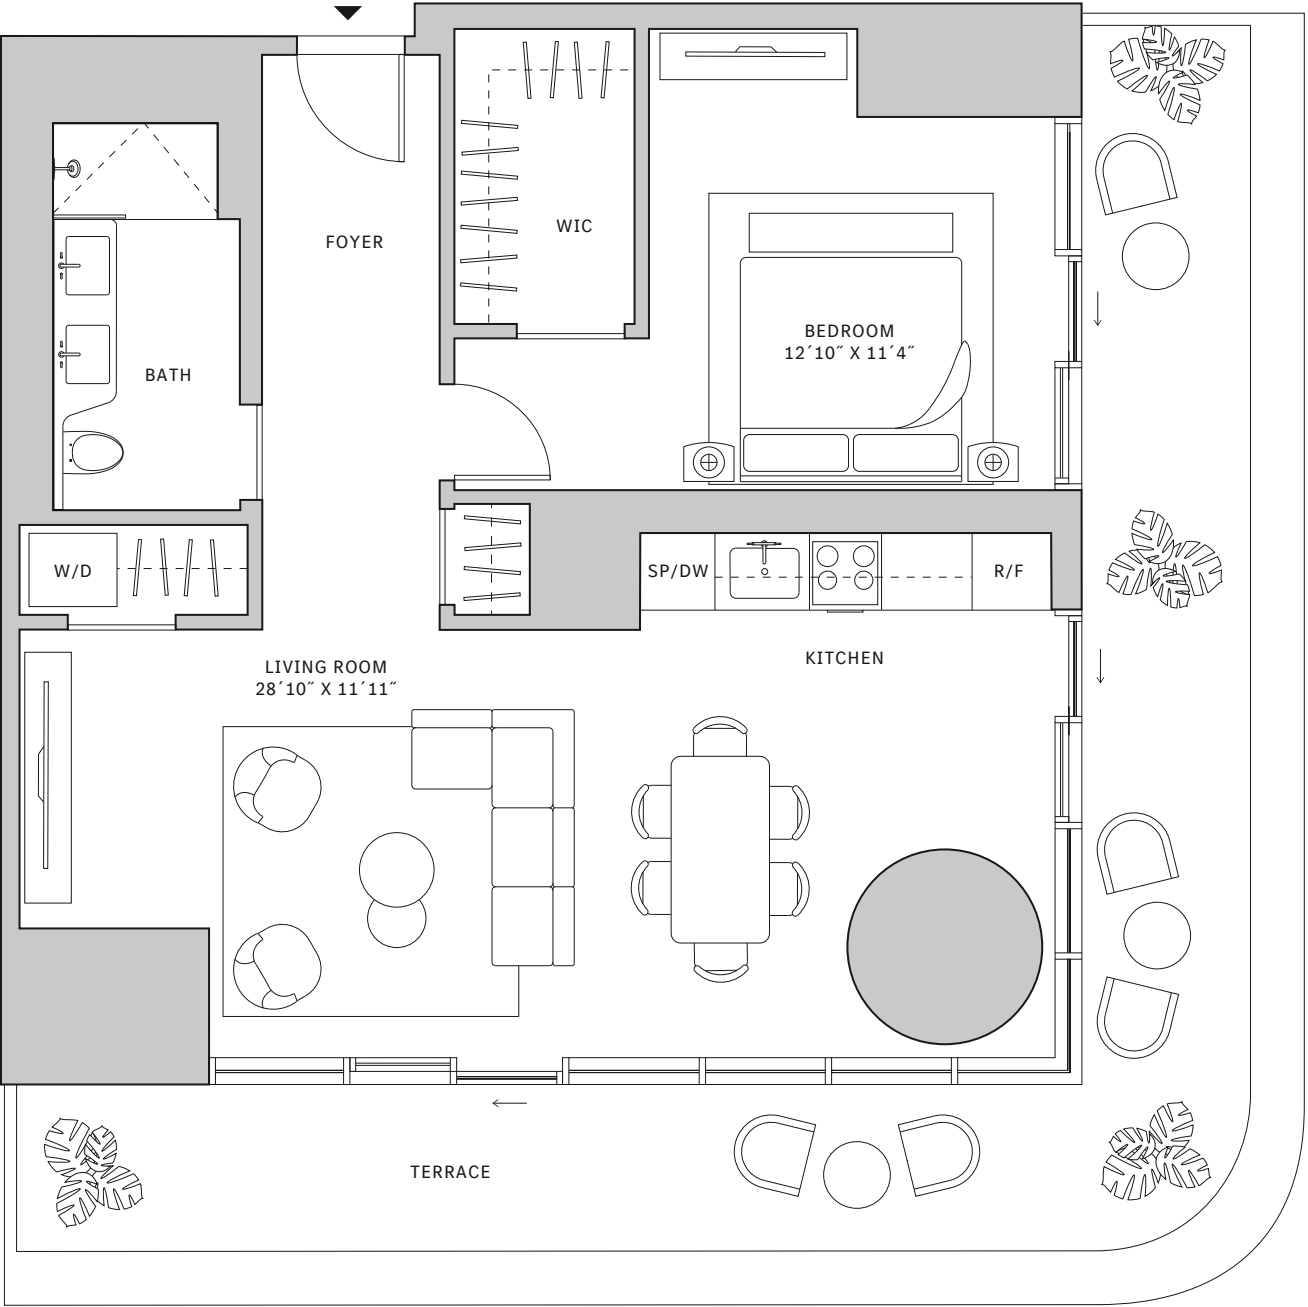 FOYER
WIC
BEDROOM
12´10˝ X 11´4˝
BATH
W/D
SP/DW
R/F
LIVING ROOM
28´10˝ X 11´11˝
KITCHEN
TERRACE